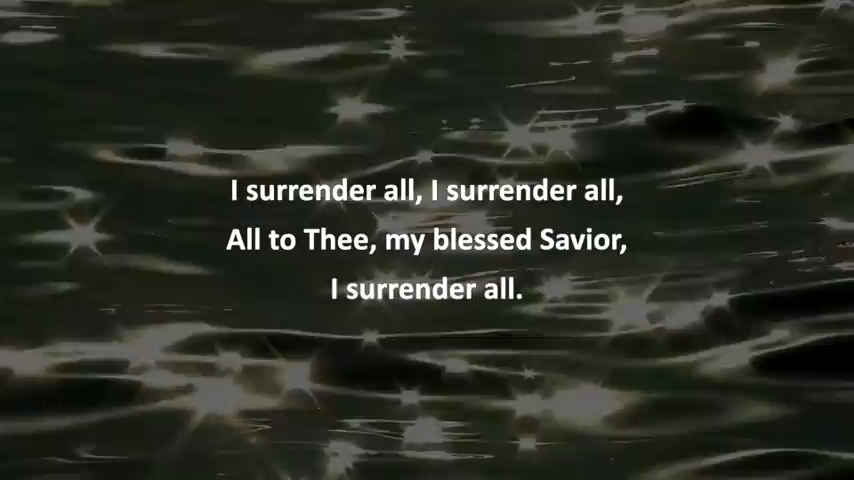 I surrender all, I surrender all,
All to Thee, my blessed Savior,
I surrender all.